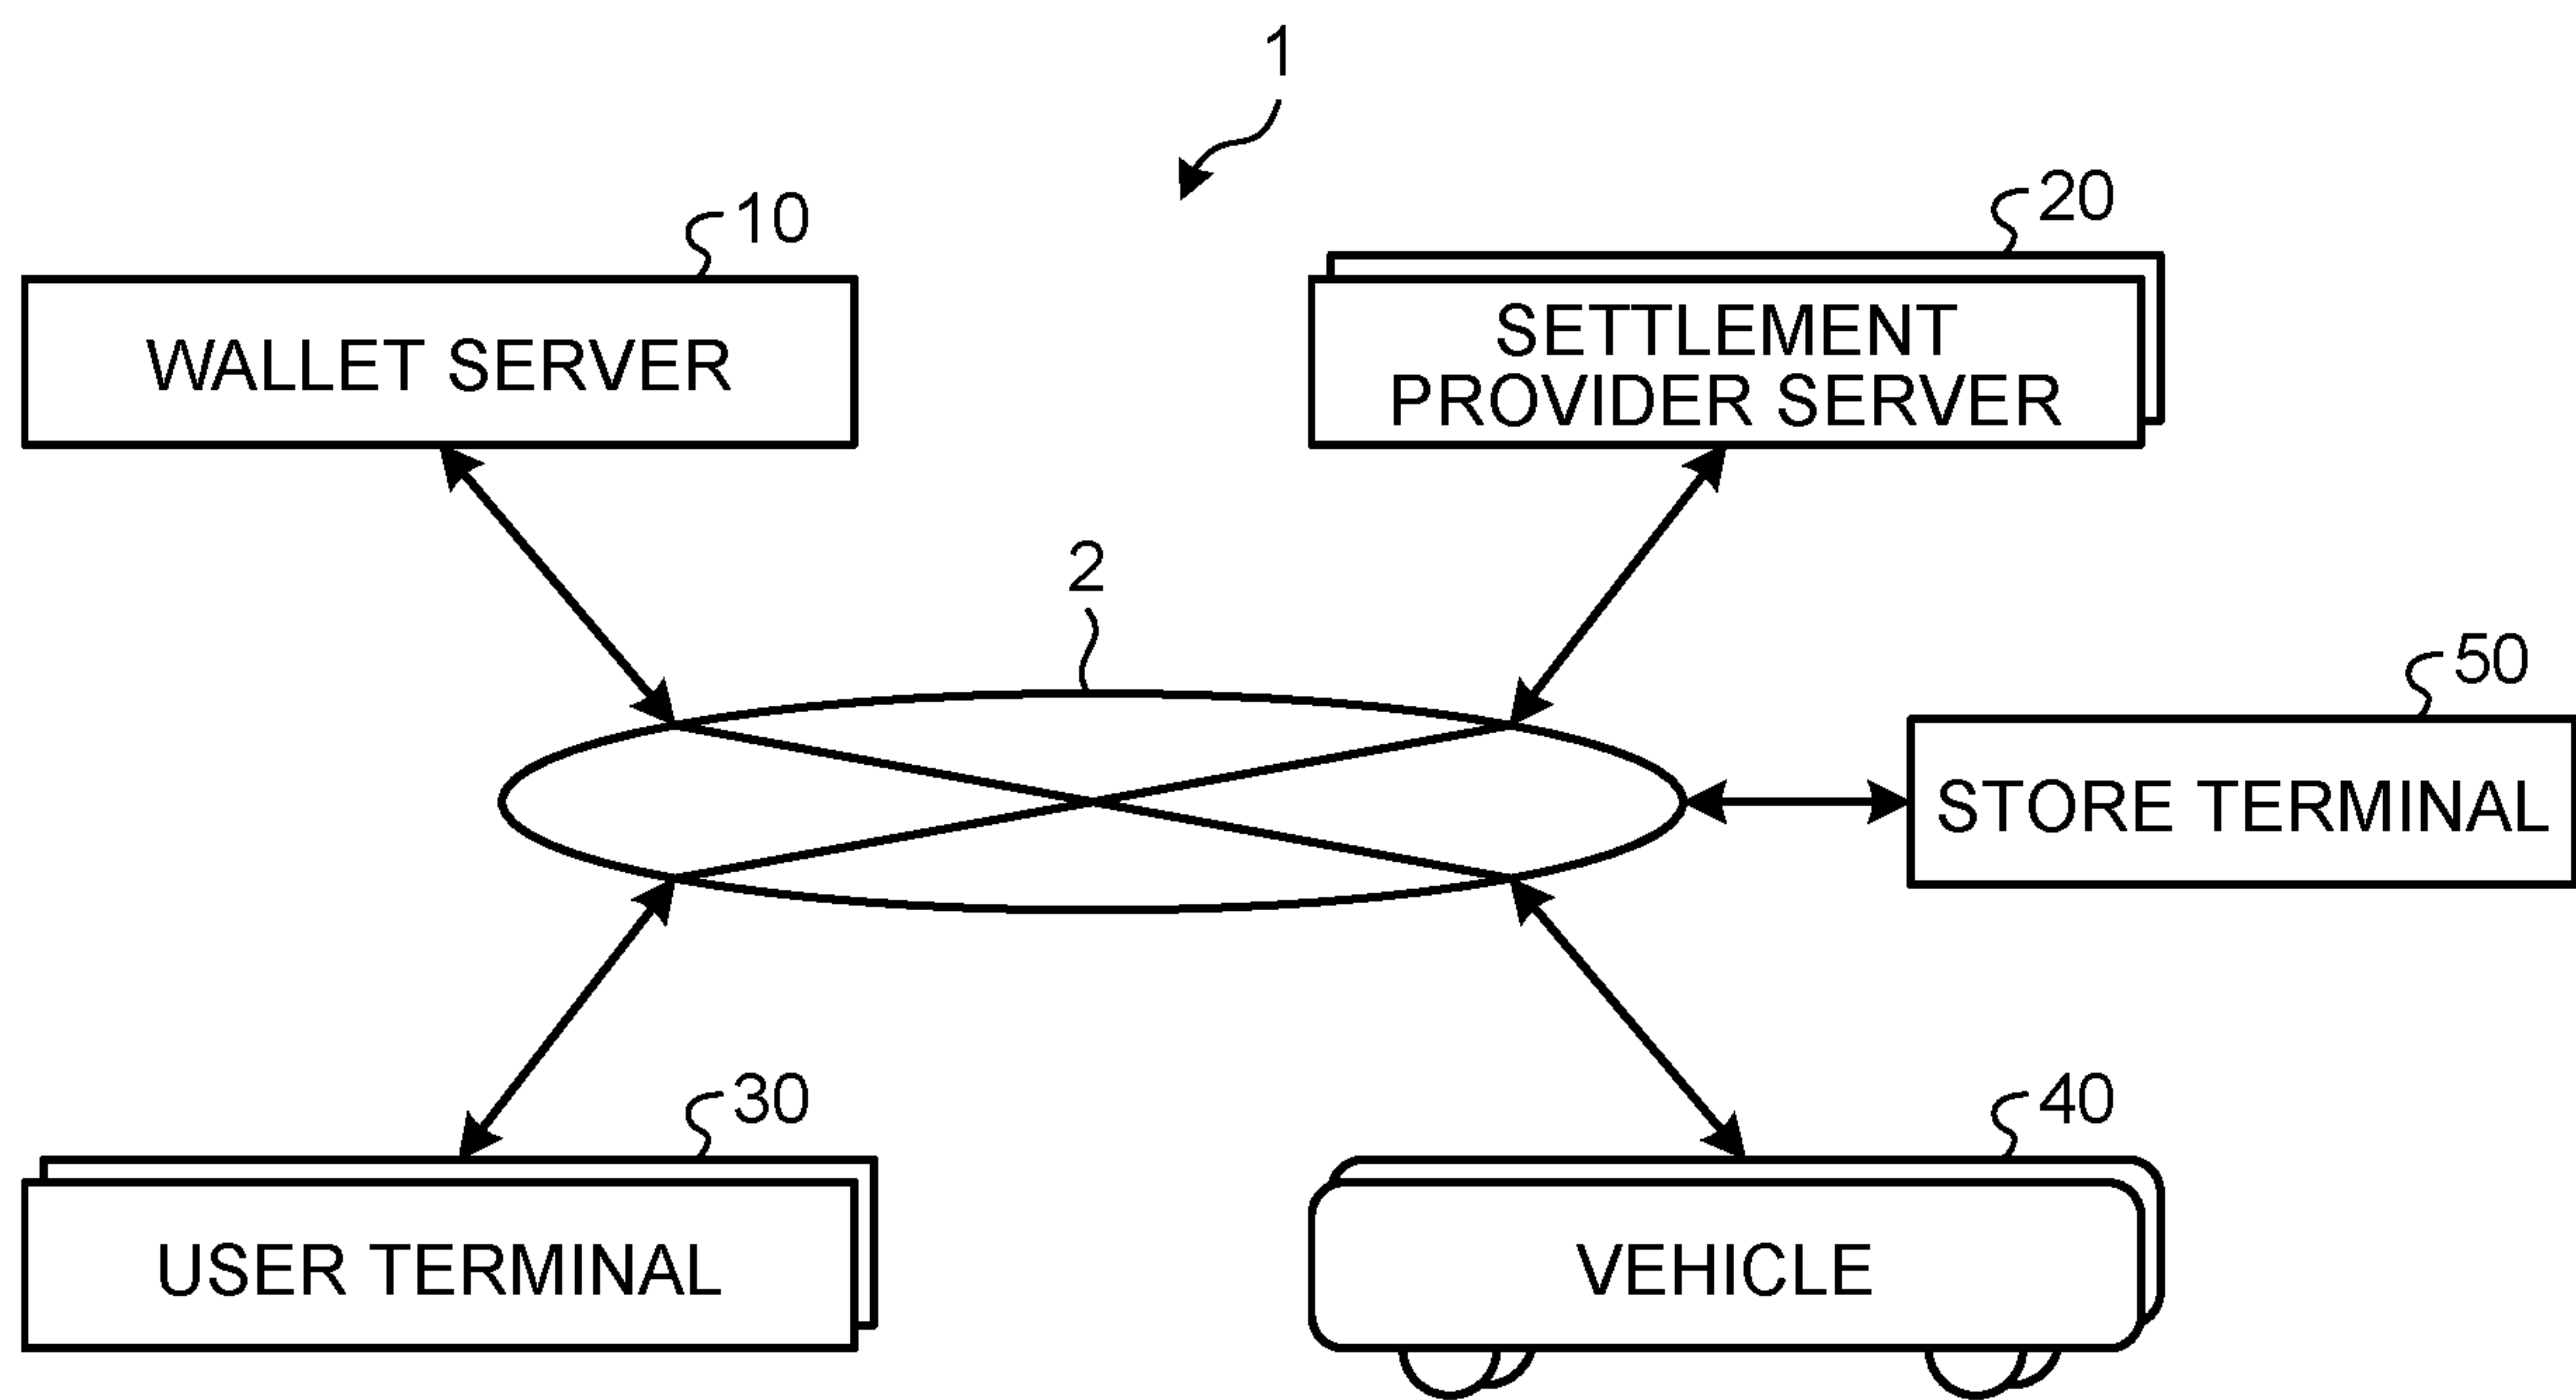 1
10
20
WALLET SERVER
SETTLEMENT
PROVIDER SERVER
2
50
STORE TERMINAL
30
40
USER TERMINAL
VEHICLE